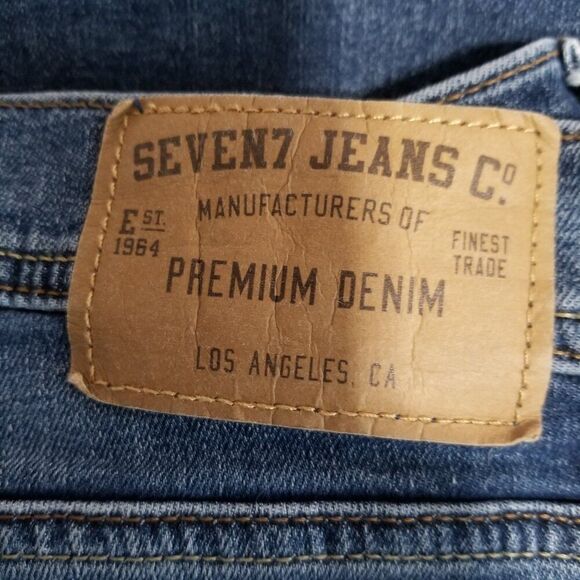 SEVEN7 JEANS Cº.
MANUFACTURERS OF
EST.
1964
FINEST
TRADE
PREMIUM DENIM
LOS ANGELES, CA